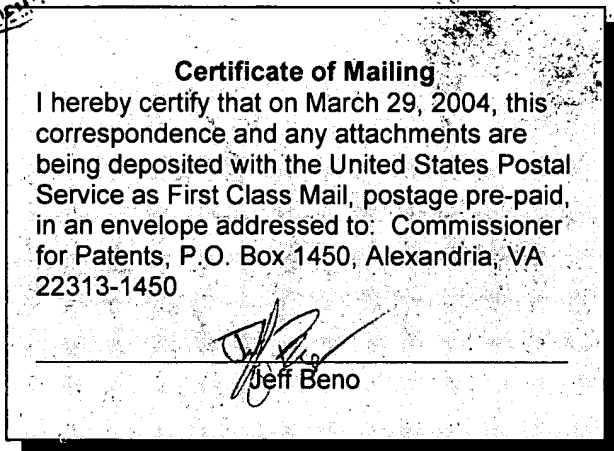 Certificate of Mailing
I hereby certify that on March 29, 2004, this
correspondence and any attachments are
being deposited with the United States Postal
Service as First Class Mail, postage pre-paid,
in an envelope addressed to: Commissioner
for Patents, P.O. Box 1450, Alexandria, VA
22313-1450
Jeff Beno